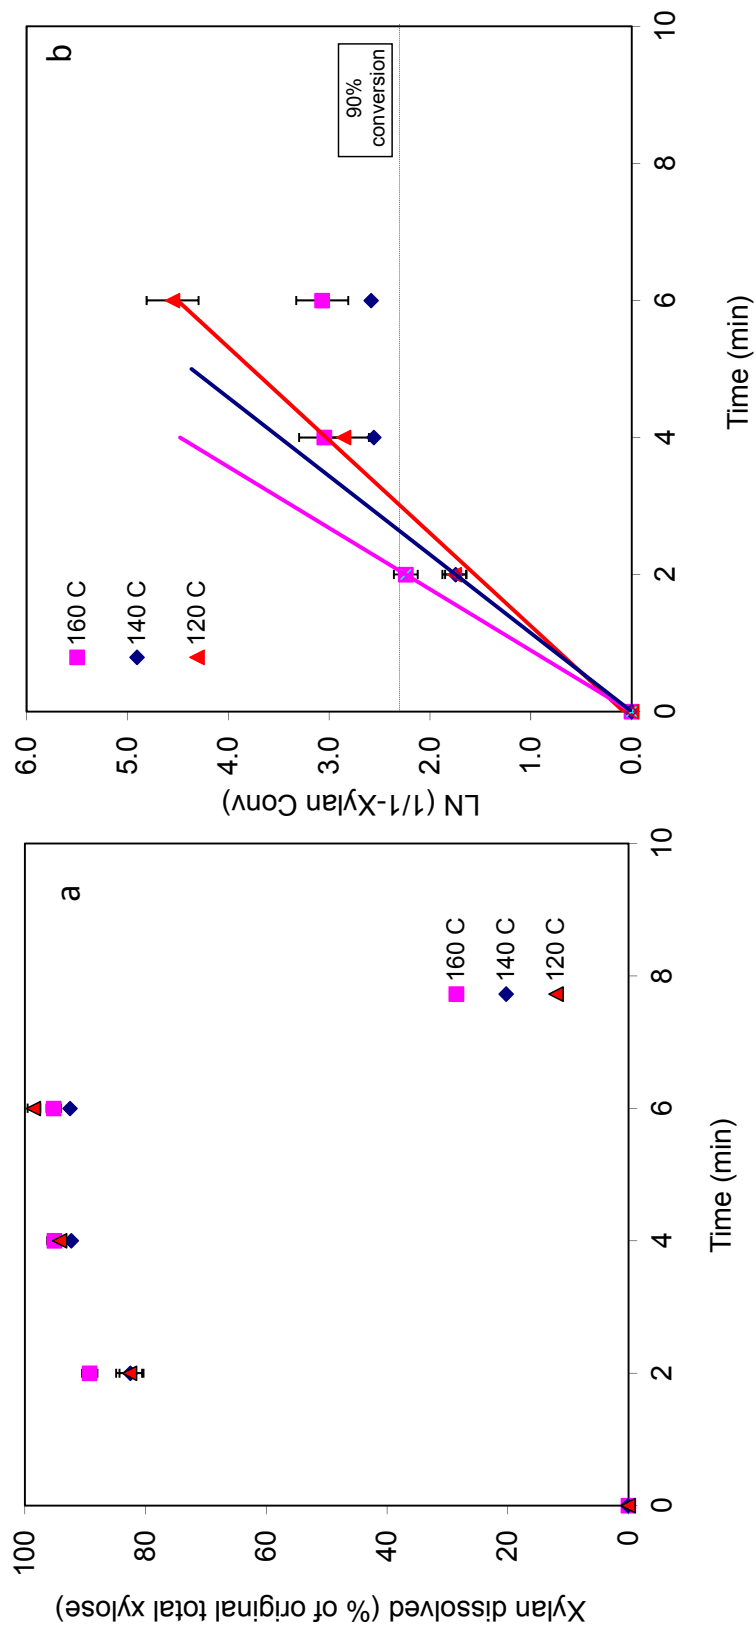 a
100
80
60
40
20
0
Xylan dissolved (% of original total xylose)
160 C
140 C
120 C
0
2
4
6
8
10
Time (min)
b
6.0
5.0
4.0
3.0
2.0
1.0
0.0
LN (1/1-Xylan Conv)
160 C
140 C
120 C
90%
conversion
0
2
4
6
8
10
Time (min)